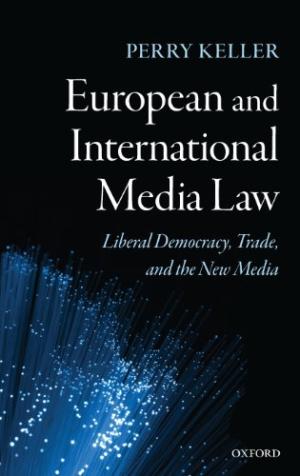 PERRY KELLER
European and
International
Media Law
Liberal Democracy, Trade,
and the New Media
OXFORD